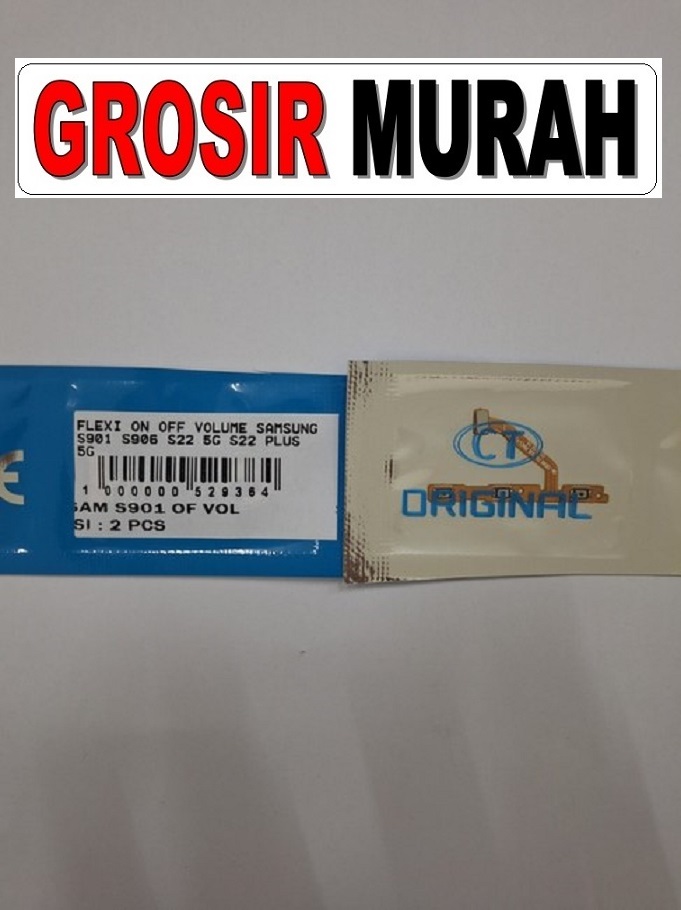 GROSIR MURAH
FLEXI ON OFF VOLUME SAMSUNG
S901 S906 S22 5G S22 PLUS
5G
1 000000 529364
SAM S901 OF VOL
SI : 2 PCS
CT
ORIGINAL